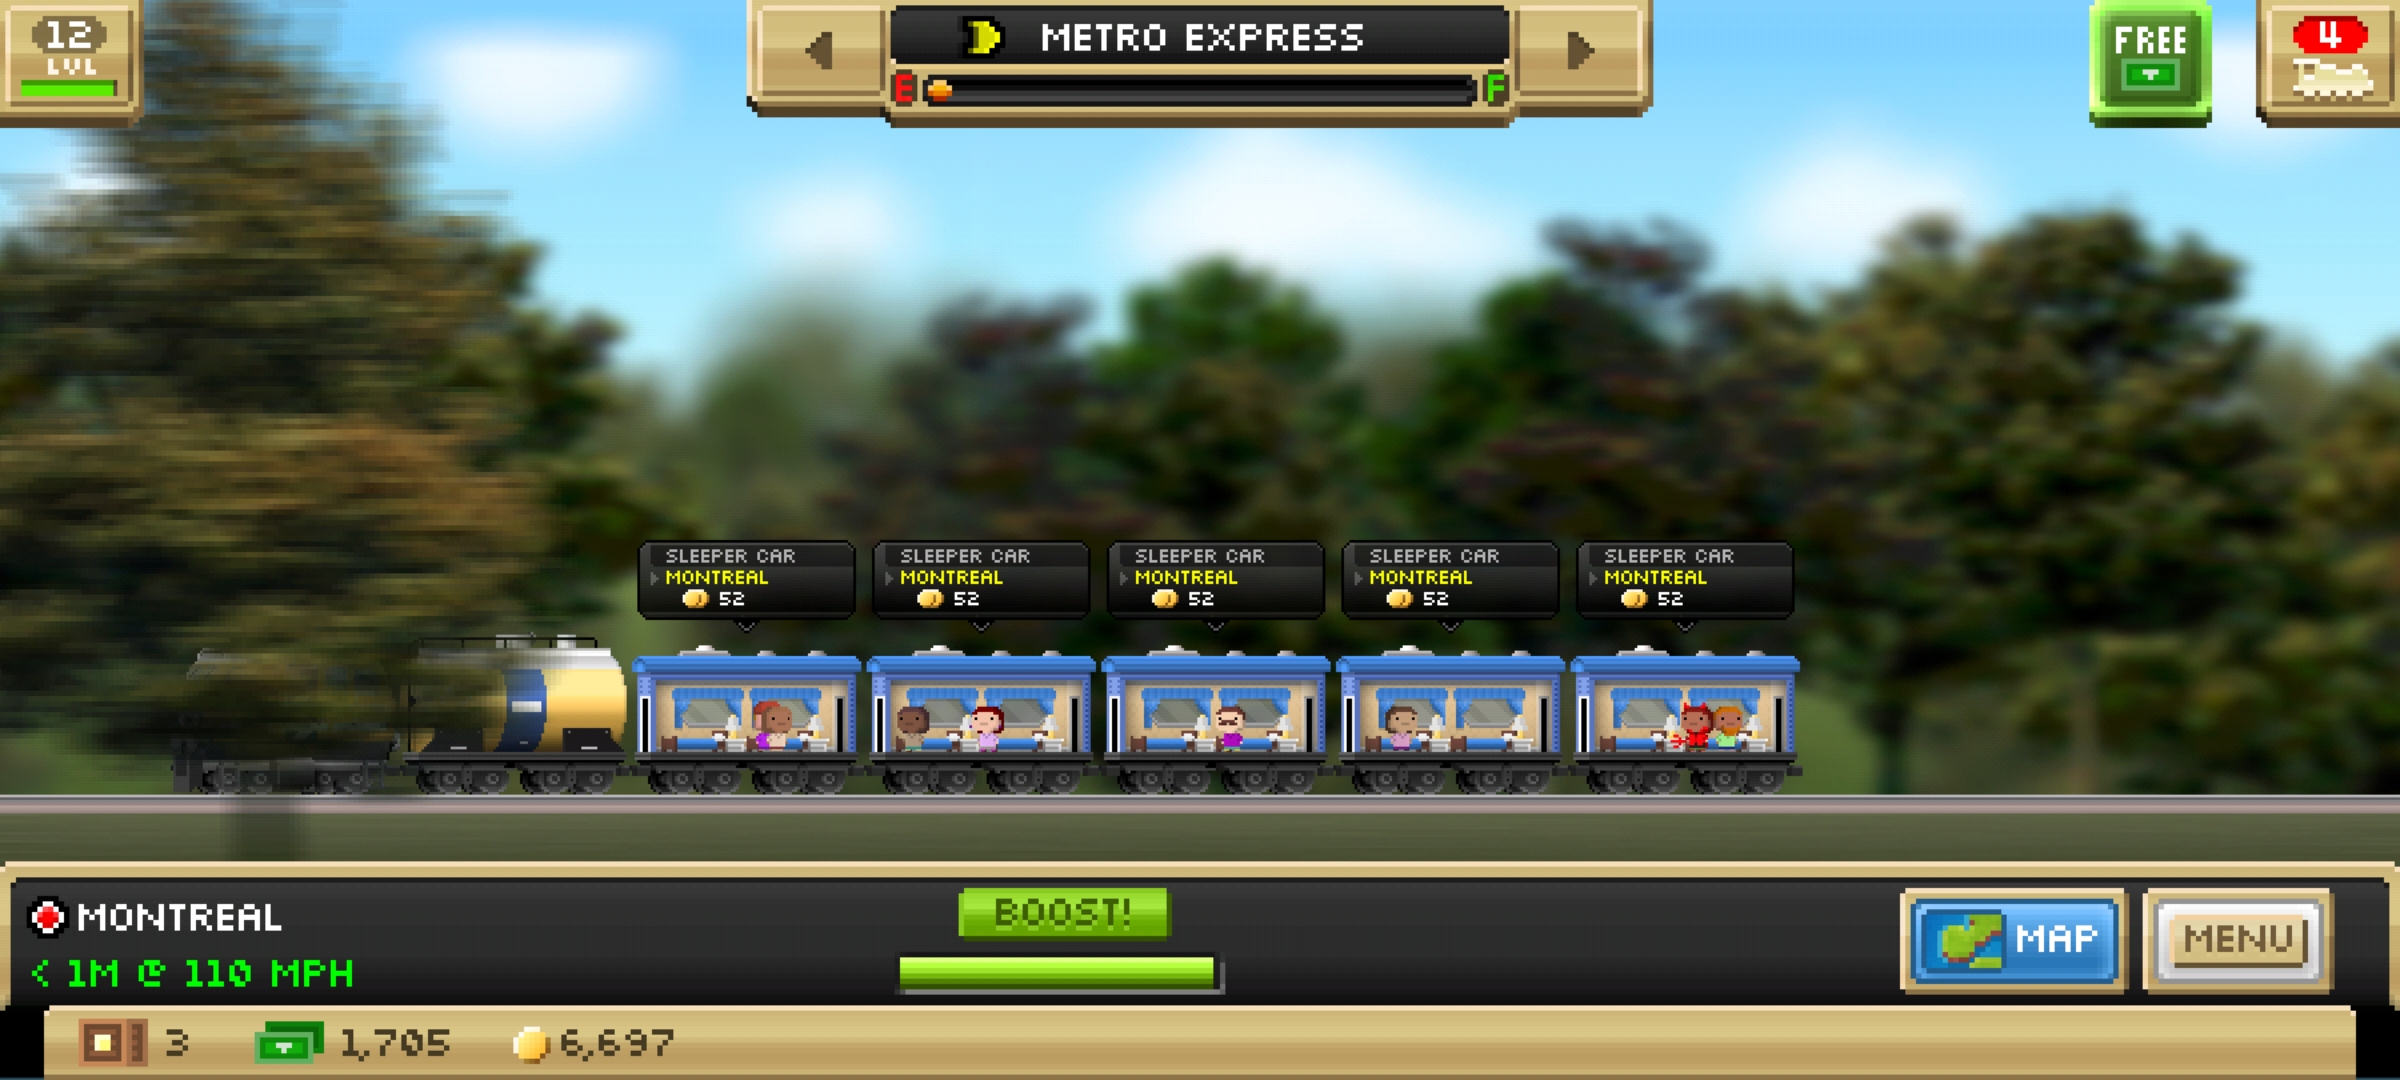 12
LVL
METRO EXPRESS
E F
FREE
4
SLEEPER CAR
MONTREAL
52
SLEEPER CAR
MONTREAL
52
SLEEPER CAR
MONTREAL
52
SLEEPER CAR
MONTREAL
52
SLEEPER CAR
MONTREAL
52
MONTREAL
< 1M @ 110 MPH
BOOST!
MAP
MENU
3
1,705
6,697